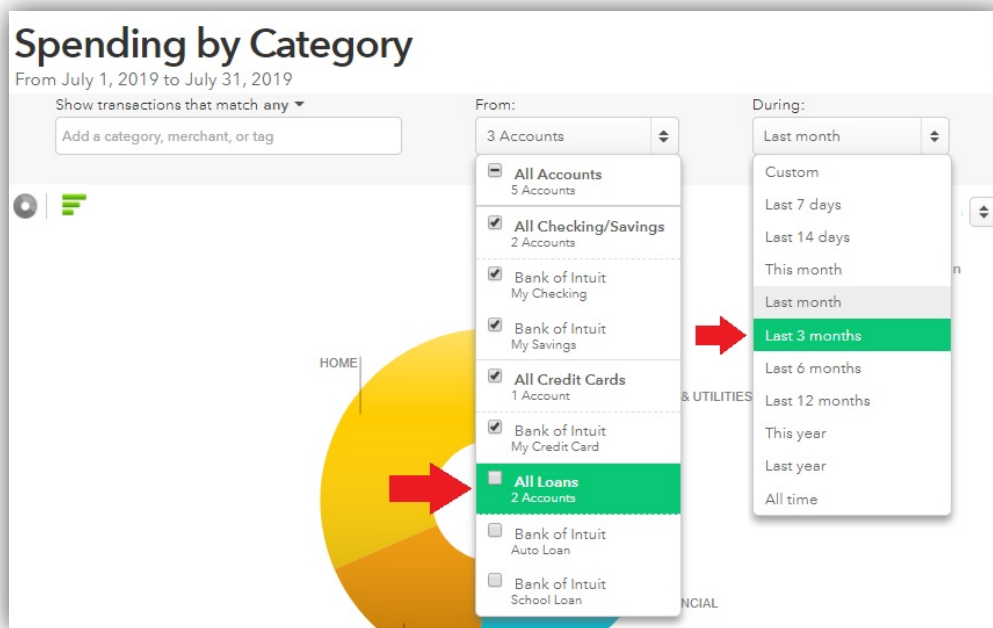 Spending by Category
From July 1, 2019 to July 31, 2019
Show transactions that match any
Add a category, merchant, or tag
From:
3 Accounts
All Accounts
5 Accounts
All Checking/Savings
2 Accounts
Bank of Intuit
My Checking
Bank of Intuit
My Savings
All Credit Cards
1 Account
Bank of Intuit
My Credit Card
All Loans
2 Accounts
Bank of Intuit
Auto Loan
Bank of Intuit
School Loan
During:
Last month
Custom
Last 7 days
Last 14 days
This month
Last month
Last 3 months
Last 6 months
Last 12 months
This year
Last year
All time
HOME
& UTILITIES